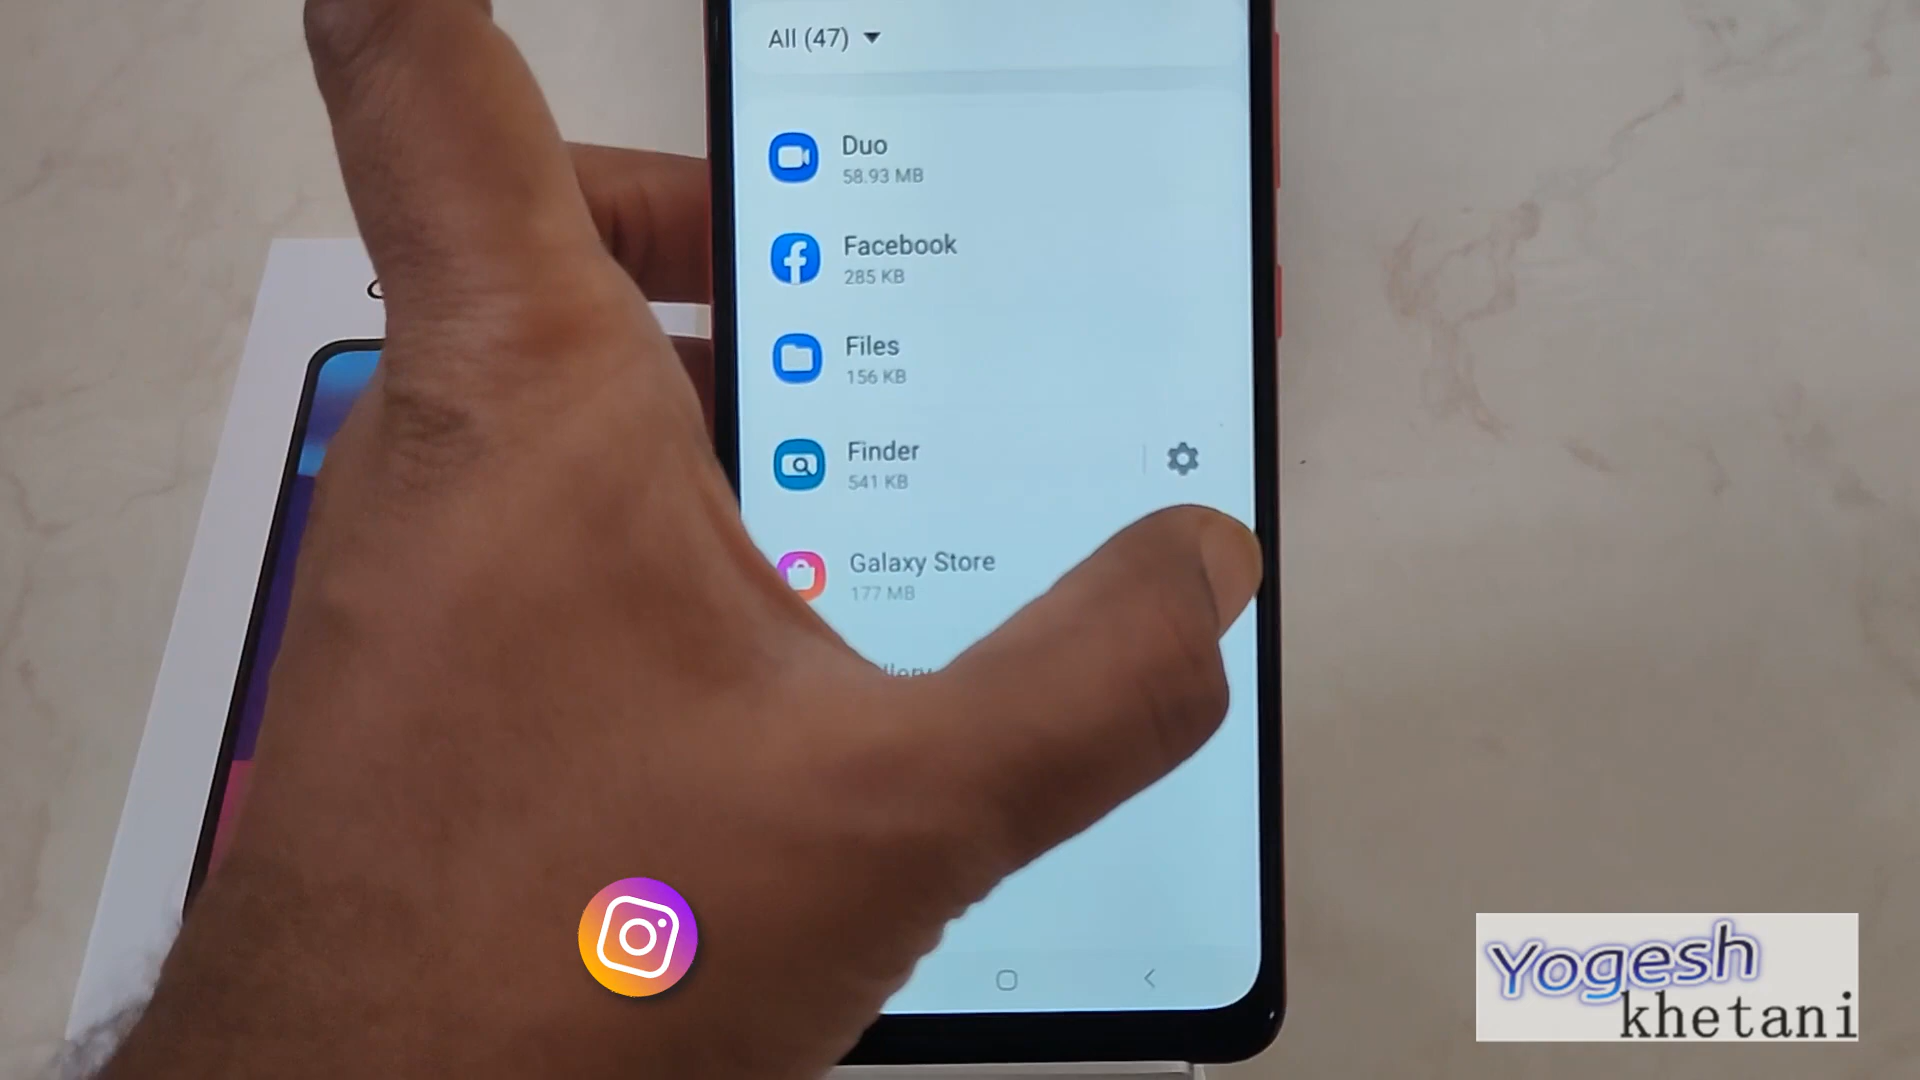 All (47)
Duo
58.93 MB
Facebook
285 KB
Files
156 KB
Finder
541 KB
Galaxy Store
177 MB
Yogesh
khetani